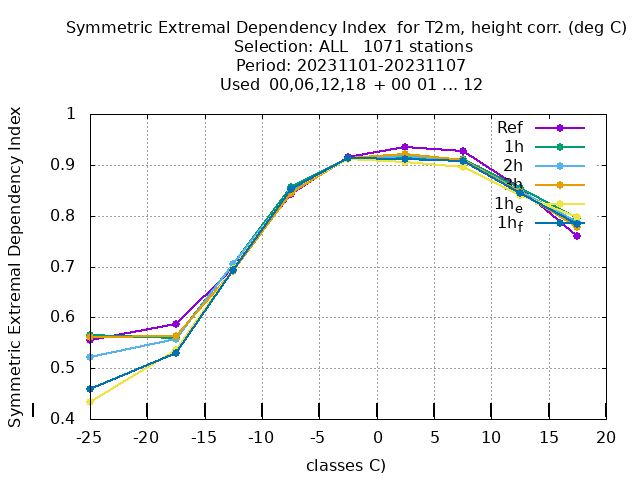 Symmetric Extremal Dependency Index for T2m, height corr. (deg C)
Selection: ALL 1071 stations
Period: 20231101-20231107
Used 00,06,12,18 + 00 01 ... 12
Symmetric Extremal Dependency Index
1
0.9
0.8
0.7
0.6
0.5
0.4
Ref
1h
2h
3h
1h_e
1h_f
-25 -20 -15 -10 -5 0 5 10 15 20
classes C)